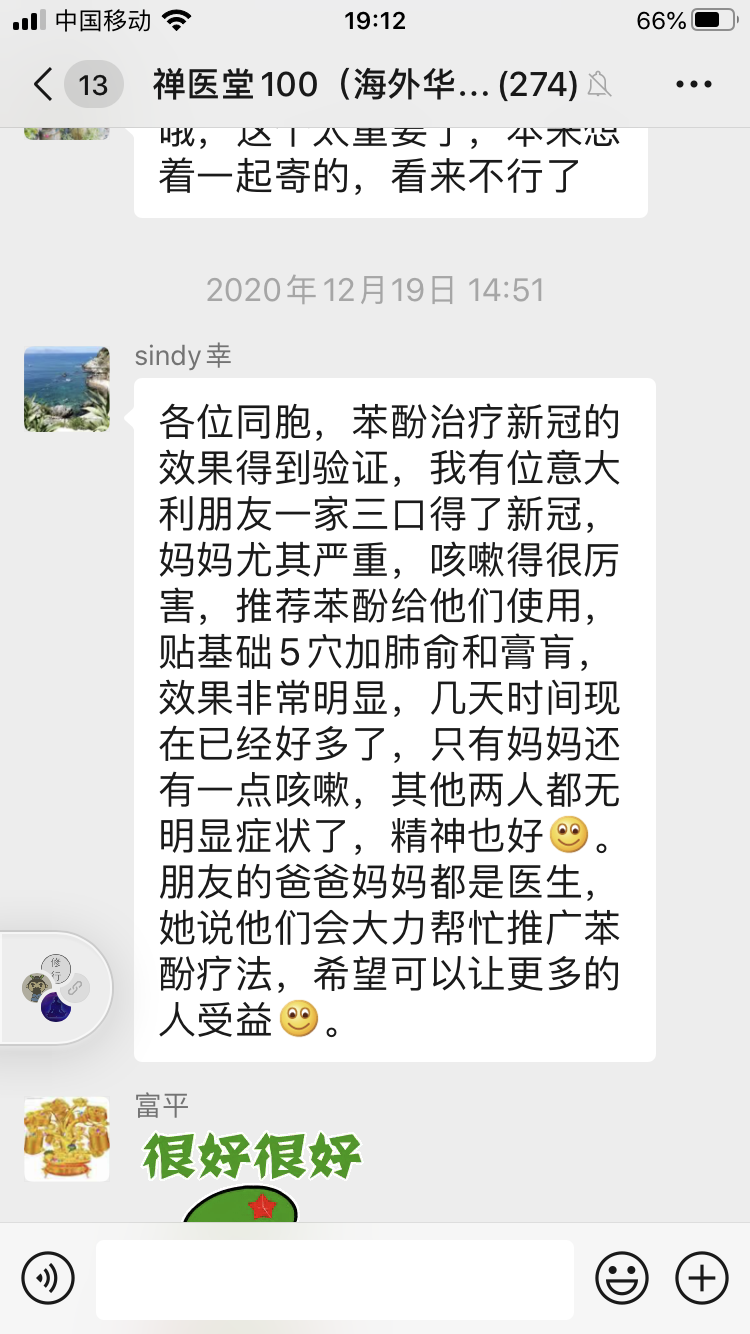 中国移动 19:12 66%
13 禅医堂100（海外华…(274)
哦，这个太重要了，本来想
着一起寄的，看来不行了
2020年12月19日 14:51
sindy幸
各位同胞，苯酚治疗新冠的
效果得到验证，我有位意大
利朋友一家三口得了新冠，
妈妈尤其严重，咳嗽得很厉
害，推荐苯酚给他们使用，
贴基础5穴加肺俞和膏肓，
效果非常明显，几天时间现
在已经好多了，只有妈妈还
有一点咳嗽，其他两人都无
明显症状了，精神也好。
朋友的爸爸妈妈都是医生，
她说他们会大力帮忙推广苯
酚疗法，希望可以让更多的
人受益。
修
行
富平
很好很好